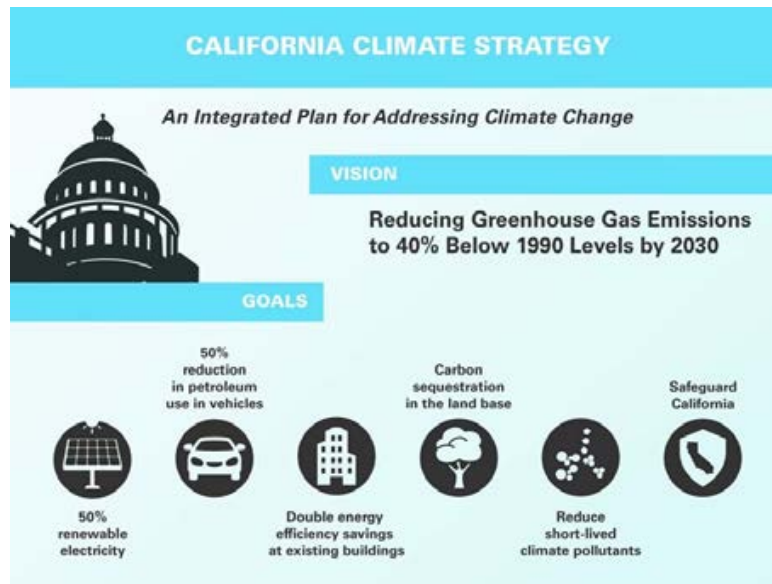 CALIFORNIA CLIMATE STRATEGY
An Integrated Plan for Addressing Climate Change
VISION
Reducing Greenhouse Gas Emissions
to 40% Below 1990 Levels by 2030
GOALS
50%
renewable
electricity
50%
reduction
in petroleum
use in vehicles
Double energy
efficiency savings
at existing buildings
Carbon
sequestration
in the land base
Reduce
short-lived
climate pollutants
Safeguard
California